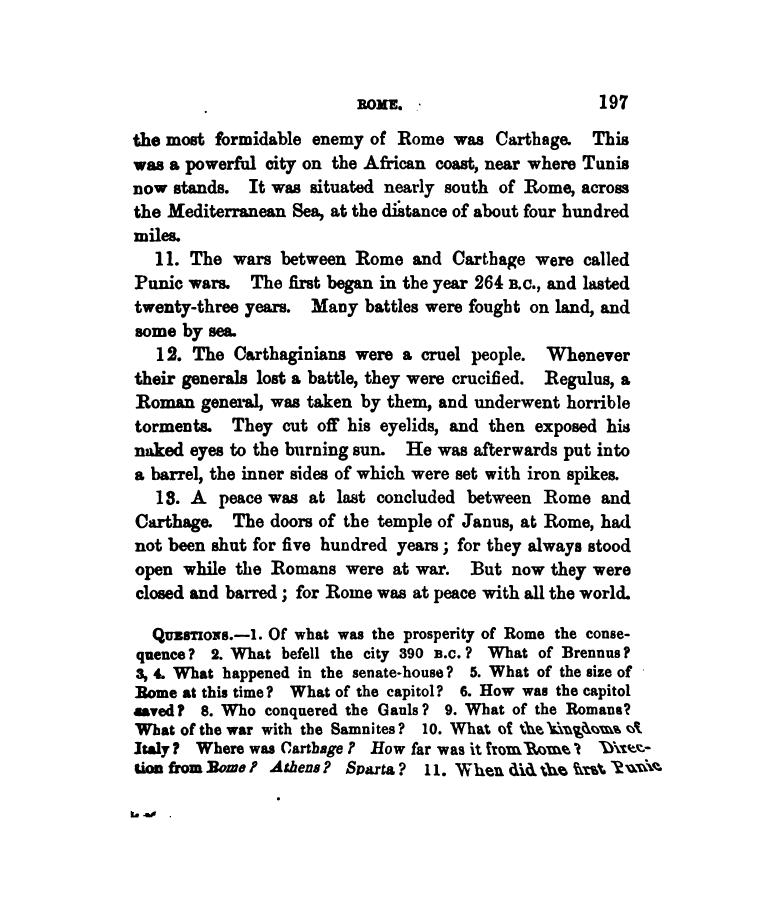 ROME. 197
the most formidable enemy of Rome was Carthage. This
was a powerful city on the African coast, near where Tunis
now stands. It was situated nearly south of Rome, across
the Mediterranean Sea, at the distance of about four hundred
miles.
11. The wars between Rome and Carthage were called
Punic wars. The first began in the year 264 B.C., and lasted
twenty-three years. Many battles were fought on land, and
some by sea.
12. The Carthaginians were a cruel people. Whenever
their generals lost a battle, they were crucified. Regulus, a
Roman general, was taken by them, and underwent horrible
torments. They cut off his eyelids, and then exposed his
naked eyes to the burning sun. He was afterwards put into
a barrel, the inner sides of which were set with iron spikes.
13. A peace was at last concluded between Rome and
Carthage. The doors of the temple of Janus, at Rome, had
not been shut for five hundred years; for they always stood
open while the Romans were at war. But now they were
closed and barred; for Rome was at peace with all the world.
QUESTIONS.—1. Of what was the prosperity of Rome the conse-
quence? 2. What befell the city 390 B.C.? What of Brennus?
3, 4. What happened in the senate-house? 5. What of the size of
Rome at this time? What of the capitol? 6. How was the capitol
saved? 8. Who conquered the Gauls? 9. What of the Romans?
What of the war with the Samnites? 10. What of the kingdoms of
Italy? Where was Carthage? How far was it from Rome? Direc-
tion from Rome? Athens? Sparta? 11. When did the first Punic